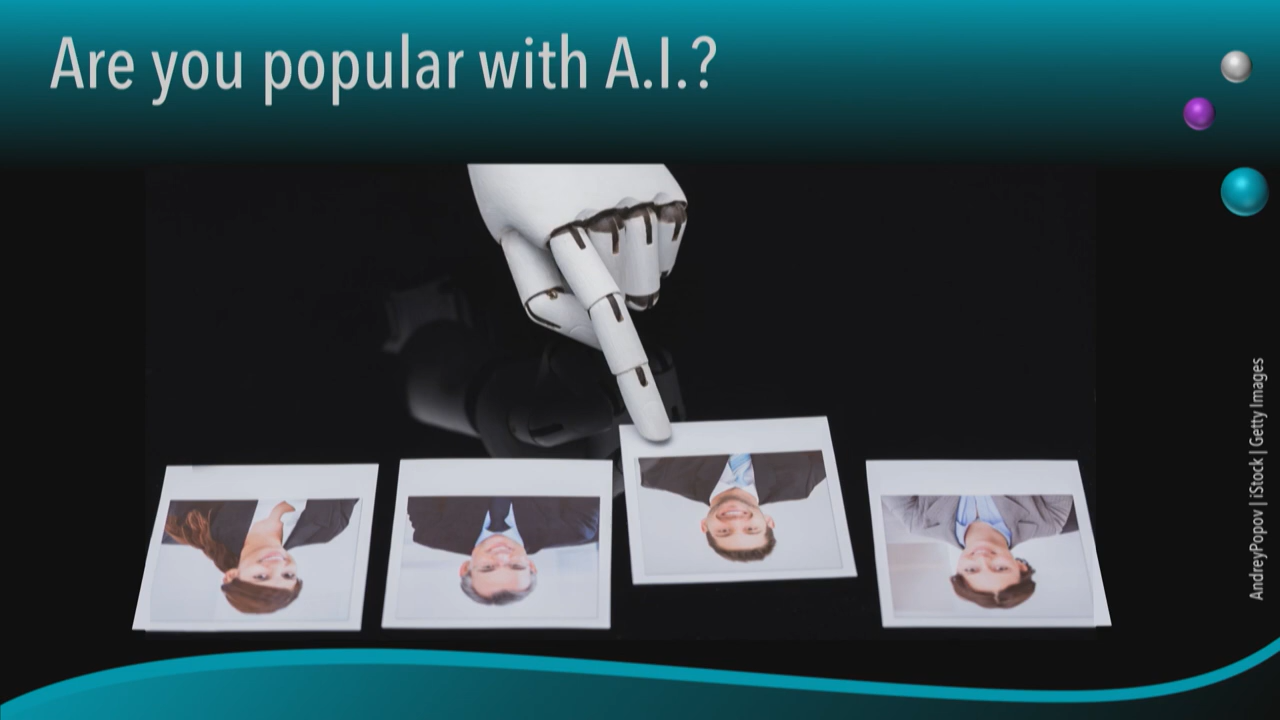 Are you popular with A.I.?
AndreyPopov | iStock | Getty Images